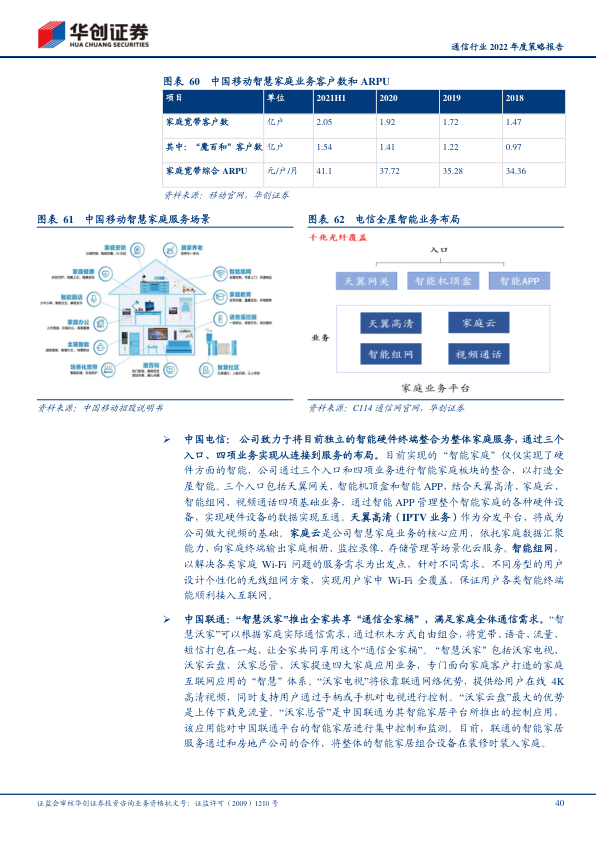 华创证券
HUA CHUANG SECURITIES
通信行业 2022 年度策略报告
图表 60 中国移动智慧家庭业务客户数和 ARPU
项目 单位 2021H1 2020 2019 2018
家庭宽带客户数 亿户 2.05 1.92 1.72 1.47
其中：“魔百和”客户数 亿户 1.54 1.41 1.22 0.97
家庭宽带综合 ARPU 元/户/月 41.1 37.72 35.28 34.36
资料来源：移动官网，华创证券
图表 61 中国移动智慧家庭服务场景
家庭安防
居家养老
家庭健康
智能组网
智能固话
家庭教育
家庭办公
语音遥控器
全屋智能
场景化宽带
魔百和
智慧社区
资料来源：中国移动招股说明书
图表 62 电信全屋智能业务布局
千兆光纤覆盖
入口
天翼网关 智能机顶盒 智能APP
业务
天翼高清 家庭云
智能组网 视频通话
家庭业务平台
资料来源：C114 通信网官网，华创证券
➢ 中国电信： 公司致力于将目前独立的智能硬件终端整合为整体家庭服务，通过三个
入口、四项业务实现从连接到服务的布局。目前实现的“智能家庭”仅仅实现了硬
件方面的智能，公司通过三个入口和四项业务进行智能家庭板块的整合，以打造全
屋智能。三个入口包括天翼网关，智能机顶盒和智能 APP，结合天翼高清，家庭云，
智能组网，视频通话四项基础业务，通过智能 APP 管理整个智能家庭的各种硬件设
备，实现硬件设备的数据实现互通。天翼高清（IPTV 业务）作为分发平台，将成为
公司做大视频的基础。家庭云是公司智慧家庭业务的核心应用，依托家庭数据汇聚
能力，向家庭终端输出家庭相册、监控录像、存储管理等场景化云服务。智能组网，
以解决各类家庭 Wi-Fi 问题的服务需求为出发点，针对不同需求、不同房型的用户
设计个性化的无线组网方案，实现用户家中 Wi-Fi 全覆盖，保证用户各类智能终端
能顺利接入互联网。
➢ 中国联通：“智慧沃家”推出全家共享“通信全家桶”，满足家庭全体通信需求。“智
慧沃家”可以根据家庭实际通信需求，通过积木方式自由组合，将宽带、语音、流量、
短信打包在一起，让全家共同享用这个“通信全家桶”。“智慧沃家”包括沃家电视、
沃家云盘、沃家总管、沃家提速四大家庭应用业务，专门面向家庭客户打造的家庭
互联网应用的“智慧”体系。“沃家电视”将依靠联通网络优势，提供给用户在线 4K
高清视频，同时支持用户通过手柄或手机对电视进行控制。“沃家云盘”最大的优势
是上传下载免流量。“沃家总管”是中国联通为其智能家居平台所推出的控制应用，
该应用能对中国联通平台的智能家居进行集中控制和监测。目前，联通的智能家居
服务通过和房地产公司的合作，将整体的智能家居组合设备在装修时装入家庭。
证监会审核华创证券投资咨询业务资格批文号：证监许可（2009）1210 号
40